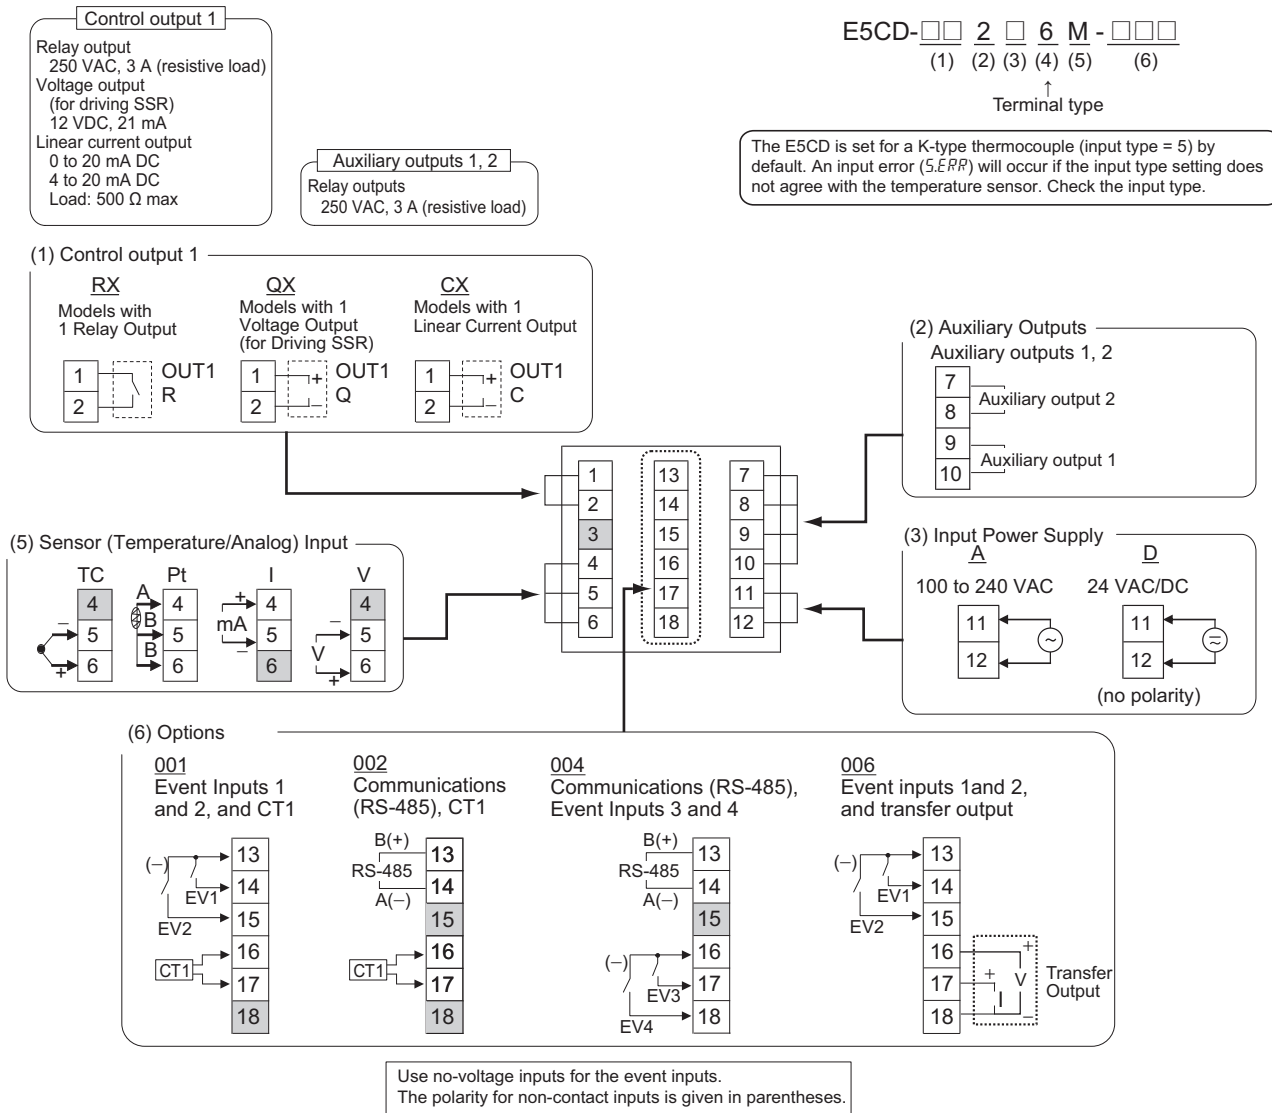 Control output 1
Relay output
250 VAC, 3 A (resistive load)
Voltage output
(for driving SSR)
12 VDC, 21 mA
Linear current output
0 to 20 mA DC
4 to 20 mA DC
Load: 500 Ω max
Auxiliary outputs 1, 2
Relay outputs
250 VAC, 3 A (resistive load)
E5CD-□□ 2 □ 6 M - □□□
(1) (2) (3) (4) (5) (6)
↑
Terminal type
The E5CD is set for a K-type thermocouple (input type = 5) by
default. An input error (S.ERR) will occur if the input type setting does
not agree with the temperature sensor. Check the input type.
(1) Control output 1
RX
Models with
1 Relay Output
1
2
OUT1
R
QX
Models with 1
Voltage Output
(for Driving SSR)
1
2
+
−
OUT1
Q
CX
Models with 1
Linear Current Output
1
2
+
−
OUT1
C
(2) Auxiliary Outputs
Auxiliary outputs 1, 2
7
8
9
10
Auxiliary output 2
Auxiliary output 1
1
2
3
4
5
6
13
14
15
16
17
18
7
8
9
10
11
12
(5) Sensor (Temperature/Analog) Input
TC
4
5
6
−
+
Pt
A
B
B
4
5
6
I
+
mA
−
4
5
6
V
−
V
+
4
5
6
(3) Input Power Supply
A
100 to 240 VAC
11
12
~
D
24 VAC/DC
11
12
(no polarity)
(6) Options
001
Event Inputs 1
and 2, and CT1
(−)
EV1
EV2
CT1
13
14
15
16
17
18
002
Communications
(RS-485), CT1
B(+)
RS-485
A(−)
CT1
13
14
15
16
17
18
004
Communications (RS-485),
Event Inputs 3 and 4
B(+)
RS-485
A(−)
(−)
EV3
EV4
13
14
15
16
17
18
006
Event inputs 1and 2,
and transfer output
(−)
EV1
EV2
13
14
15
16
17
18
+
+
V
I
−
Transfer
Output
Use no-voltage inputs for the event inputs.
The polarity for non-contact inputs is given in parentheses.